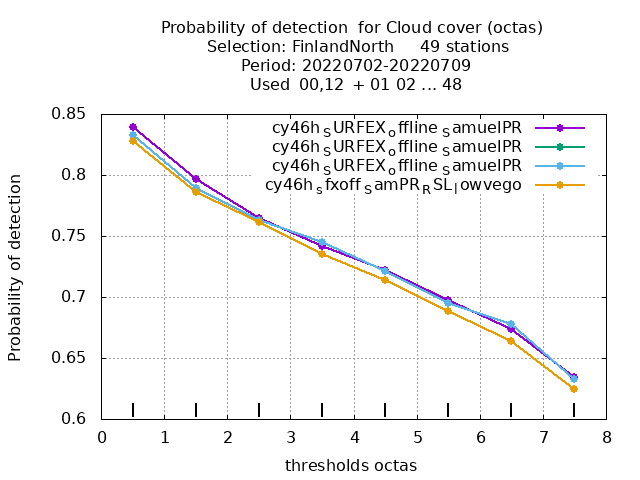 Probability of detection  for Cloud cover (octas)
Selection: FinlandNorth     49 stations
Period: 20220702-20220709
Used  00,12  + 01 02 ... 48
cy46h_SURFEX_offline_SamuelPR
cy46h_SURFEX_offline_SamuelPR
cy46h_SURFEX_offline_SamuelPR
cy46h_sfxoff_SamPR_RSL_lowvego
Probability of detection
0.85
0.8
0.75
0.7
0.65
0.6
0 1 2 3 4 5 6 7 8
thresholds octas